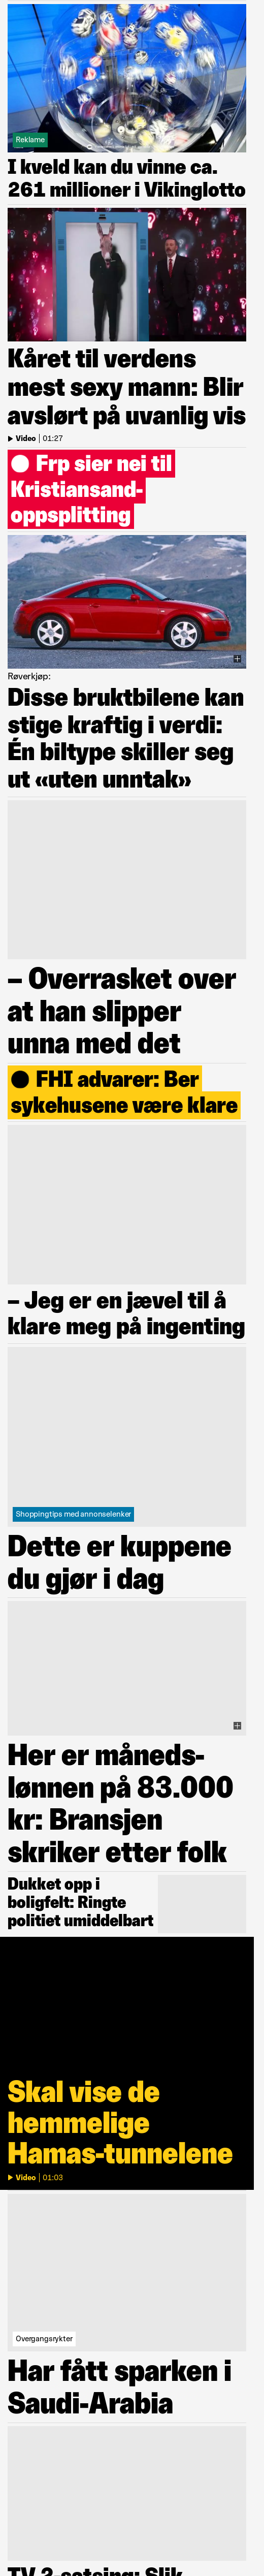 Reklame
I kveld kan du vinne ca.
261 millioner i Vikinglotto
Kåret til verdens
mest sexy mann: Blir
avslørt på uvanlig vis
Video | 01:27
Frp sier nei til
Kristiansand-
oppsplitting
Røverkjøp:
Disse bruktbilene kan
stige kraftig i verdi:
Én biltype skiller seg
ut «uten unntak»
– Overrasket over
at han slipper
unna med det
FHI advarer: Ber
sykehusene være klare
– Jeg er en jævel til å
klare meg på ingenting
Shoppingtips med annonselenker
Dette er kuppene
du gjør i dag
Her er måneds-
lønnen på 83.000
kr: Bransjen
skriker etter folk
Dukket opp i
boligfelt: Ringte
politiet umiddelbart
Skal vise de
hemmelige
Hamas-tunnelene
Video | 01:03
Overgangsrykter
Har fått sparken i
Saudi-Arabia